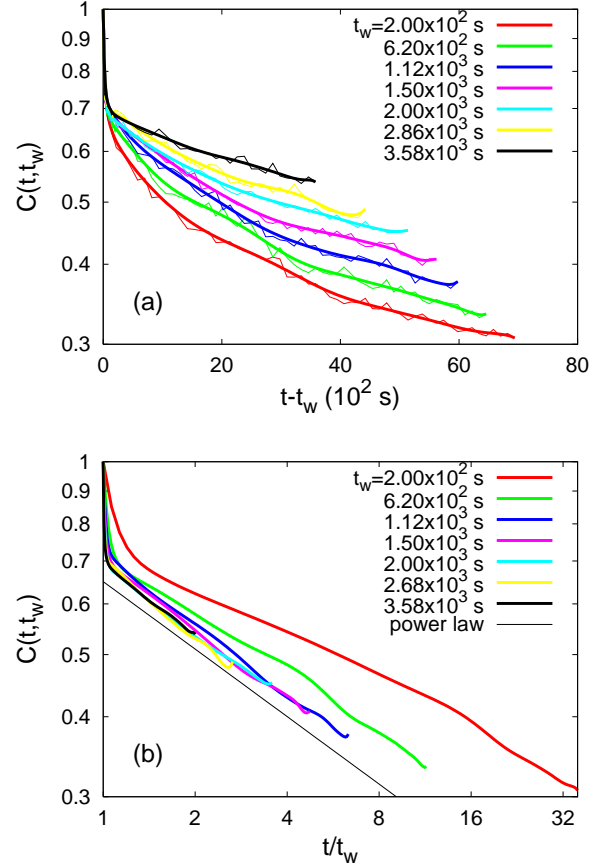 1
0.9
0.8
0.7
0.6
0.5
0.4
0.3
C(t,t_w)
t_w=2.00x10^2 s
6.20x10^2 s
1.12x10^3 s
1.50x10^3 s
2.00x10^3 s
2.86x10^3 s
3.58x10^3 s
(a)
0 20 40 60 80
t-t_w (10^2 s)
1
0.9
0.8
0.7
0.6
0.5
0.4
0.3
C(t,t_w)
t_w=2.00x10^2 s
6.20x10^2 s
1.12x10^3 s
1.50x10^3 s
2.00x10^3 s
2.68x10^3 s
3.58x10^3 s
power law
(b)
1 2 4 8 16 32
t/t_w